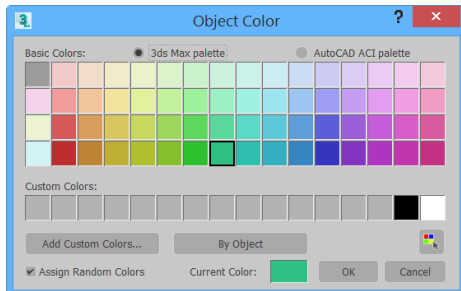 Object Color
?
x
Basic Colors: 3ds Max palette AutoCAD ACI palette
Custom Colors:
Add Custom Colors... By Object
Assign Random Colors Current Color: OK Cancel